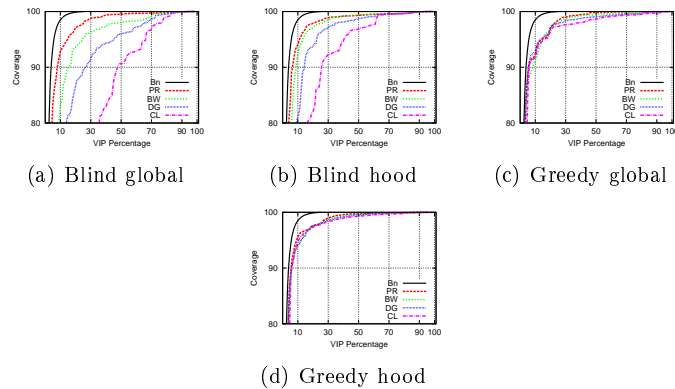 100
90
80
Coverage
10 30 50 70 90 100
VIP Percentage
Bn
PR
BW
DG
CL
(a) Blind global
100
90
80
Coverage
10 30 50 70 90 100
VIP Percentage
Bn
PR
BW
DG
CL
(b) Blind hood
100
90
80
Coverage
10 30 50 70 90 100
VIP Percentage
Bn
PR
BW
DG
CL
(c) Greedy global
100
90
80
Coverage
10 30 50 70 90 100
VIP Percentage
Bn
PR
BW
DG
CL
(d) Greedy hood